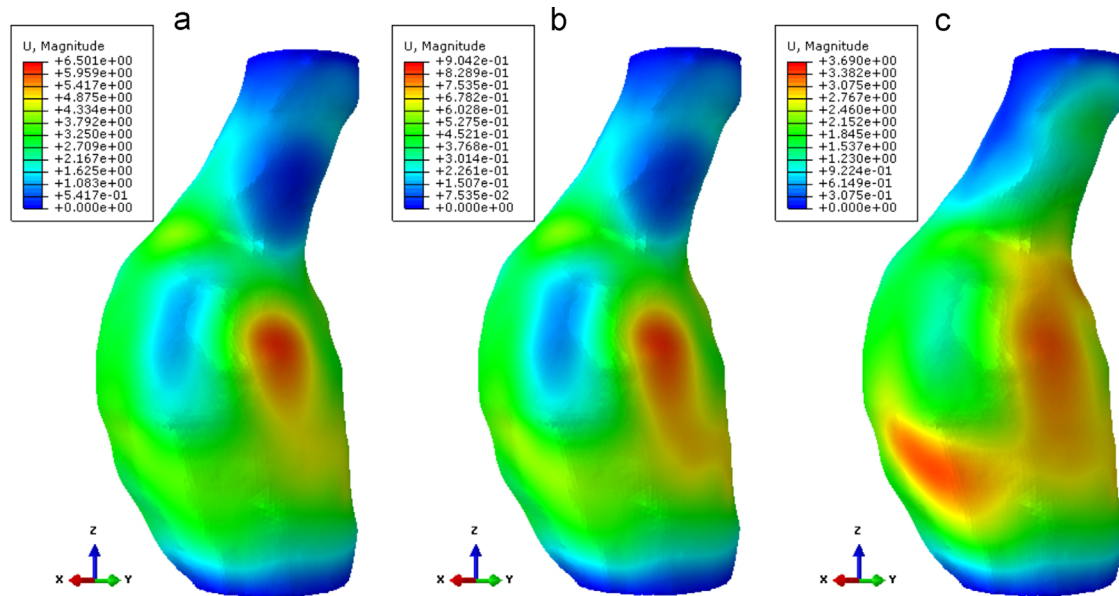 a
U, Magnitude
+6.501e+00
+5.959e+00
+5.417e+00
+4.875e+00
+4.334e+00
+3.792e+00
+3.250e+00
+2.709e+00
+2.167e+00
+1.625e+00
+1.083e+00
+5.417e-01
+0.000e+00
Z
X
Y
b
U, Magnitude
+9.042e-01
+8.289e-01
+7.535e-01
+6.782e-01
+6.028e-01
+5.275e-01
+4.521e-01
+3.768e-01
+3.014e-01
+2.261e-01
+1.507e-01
+7.535e-02
+0.000e+00
Z
X
Y
c
U, Magnitude
+3.690e+00
+3.382e+00
+3.075e+00
+2.767e+00
+2.460e+00
+2.152e+00
+1.845e+00
+1.537e+00
+1.230e+00
+9.224e-01
+6.149e-01
+3.075e-01
+0.000e+00
Z
X
Y